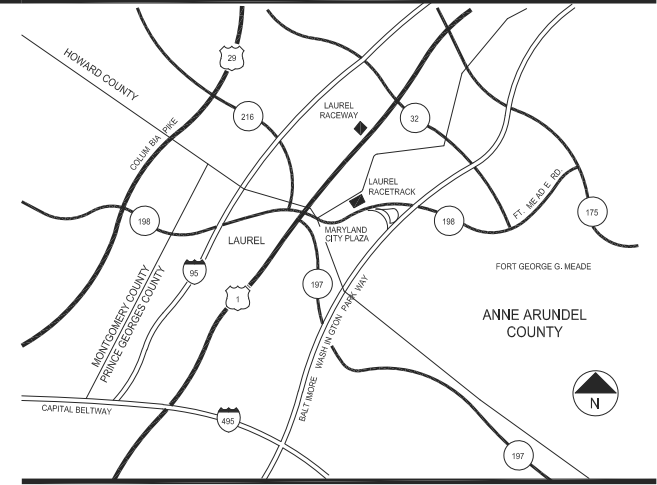 29
HOWARD COUNTY
COLUM BIA PIKE
216
LAUREL
RACEWAY
32
LAUREL
RACETRACK
FT. MEAD E RD.
175
198
198
MARYLAND
CITY PLAZA
LAUREL
95
MONTGOMERY COUNTY
PRINCE GEORGES COUNTY
FORT GEORGE G. MEADE
197
1
BALT IMORE WASH IN GTON PARK WAY
ANNE ARUNDEL
COUNTY
N
CAPITAL BELTWAY
495
197